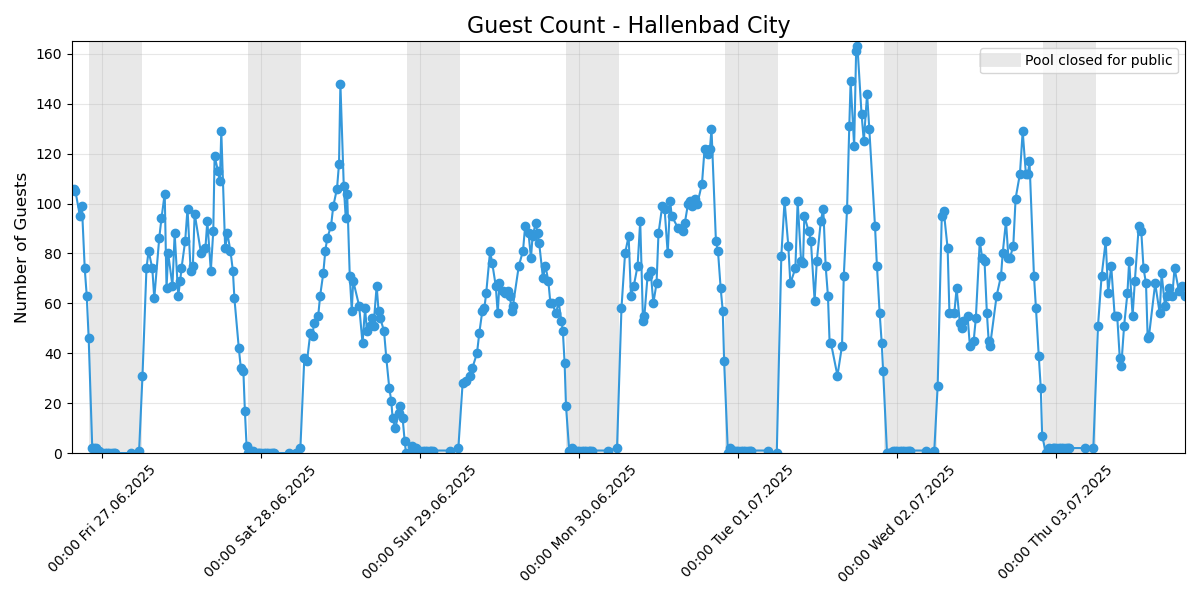 Guest Count - Hallenbad City
Pool closed for public
Number of Guests
160
140
120
100
80
60
40
20
0
00:00 Fri 27.06.2025
00:00 Sat 28.06.2025
00:00 Sun 29.06.2025
00:00 Mon 30.06.2025
00:00 Tue 01.07.2025
00:00 Wed 02.07.2025
00:00 Thu 03.07.2025